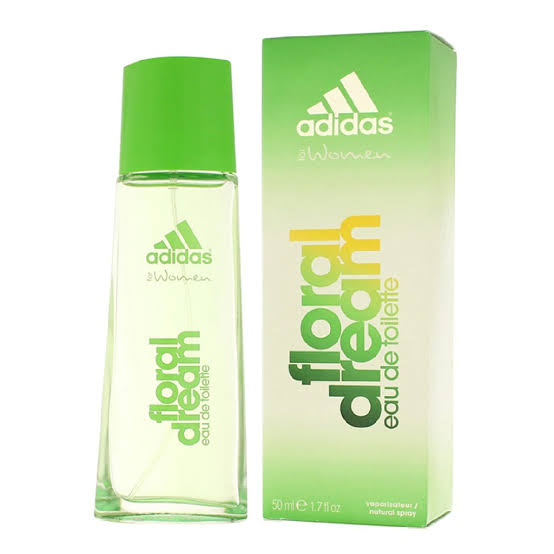 adidas
for Women
floral
dream
eau de toilette
adidas
for Women
floral
dream
eau de toilette
50 ml e 1.7 fl oz
vaporisateur /
natural spray